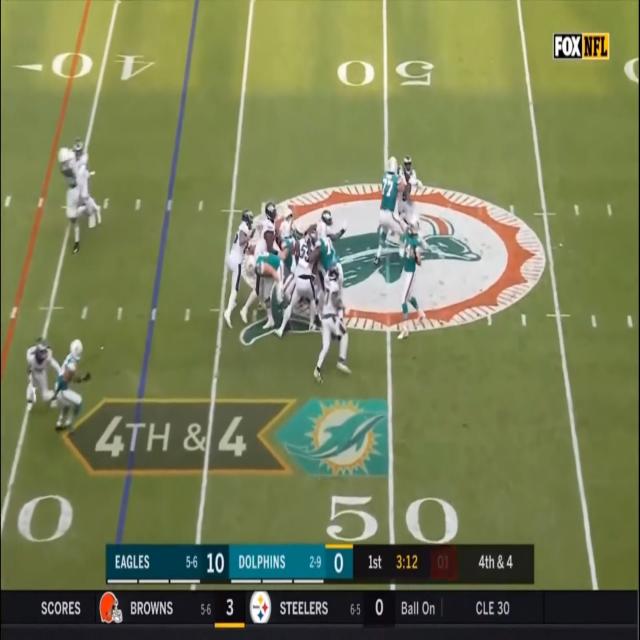 FOX NFL
40 50
77
4TH & 4
0 50
EAGLES 5-6 10 DOLPHINS 2-9 0 1st 3:12 01 4th & 4
SCORES BROWNS 5-6 3 STEELERS 6-5 0 Ball On CLE 30